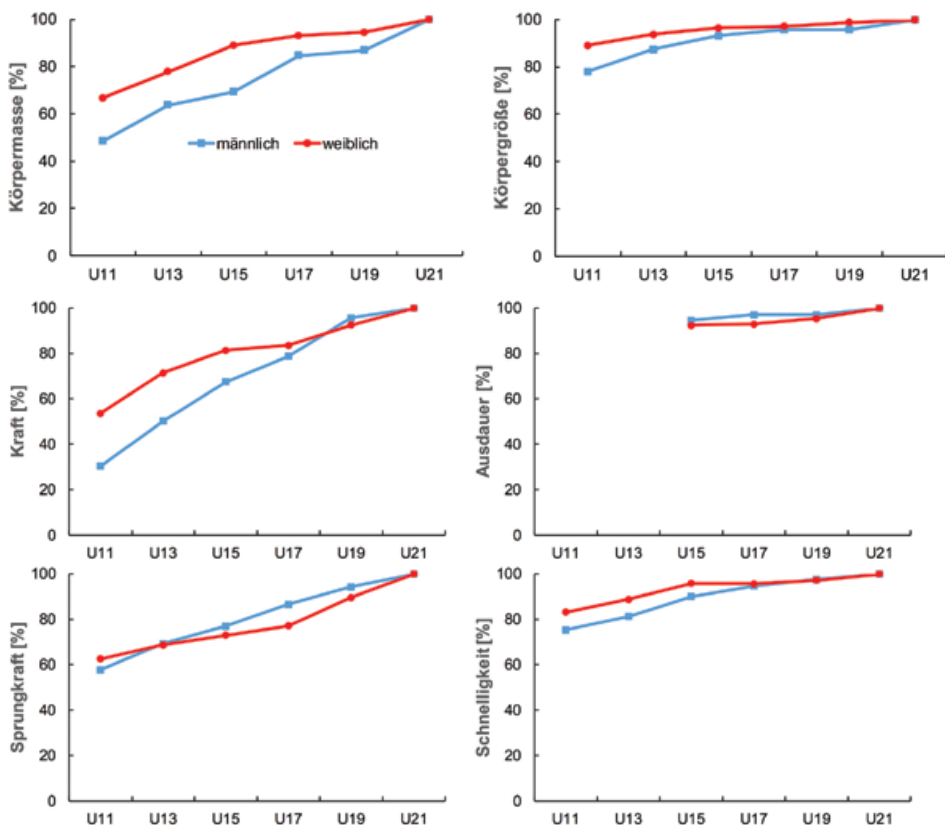 Körpermasse [%]
100
80
60
40
20
0
männlich weiblich
U11 U13 U15 U17 U19 U21
Körpergröße [%]
100
80
60
40
20
0
U11 U13 U15 U17 U19 U21
Kraft [%]
100
80
60
40
20
0
U11 U13 U15 U17 U19 U21
Ausdauer [%]
100
80
60
40
20
0
U11 U13 U15 U17 U19 U21
Sprungkraft [%]
100
80
60
40
20
0
U11 U13 U15 U17 U19 U21
Schnelligkeit [%]
100
80
60
40
20
0
U11 U13 U15 U17 U19 U21